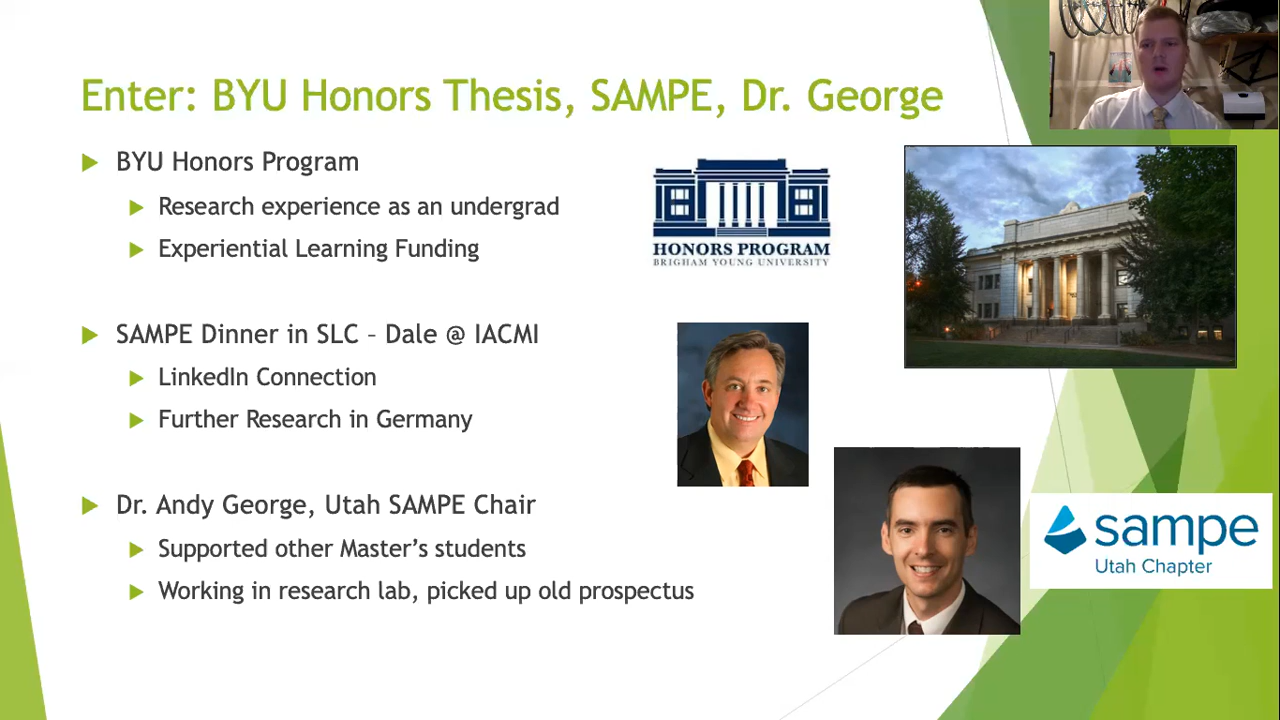 Enter: BYU Honors Thesis, SAMPE, Dr. George
BYU Honors Program
Research experience as an undergrad
Experiential Learning Funding
HONORS PROGRAM
BRIGHAM YOUNG UNIVERSITY
SAMPE Dinner in SLC – Dale @ IACMI
LinkedIn Connection
Further Research in Germany
Dr. Andy George, Utah SAMPE Chair
Supported other Master's students
Working in research lab, picked up old prospectus
sampe
Utah Chapter